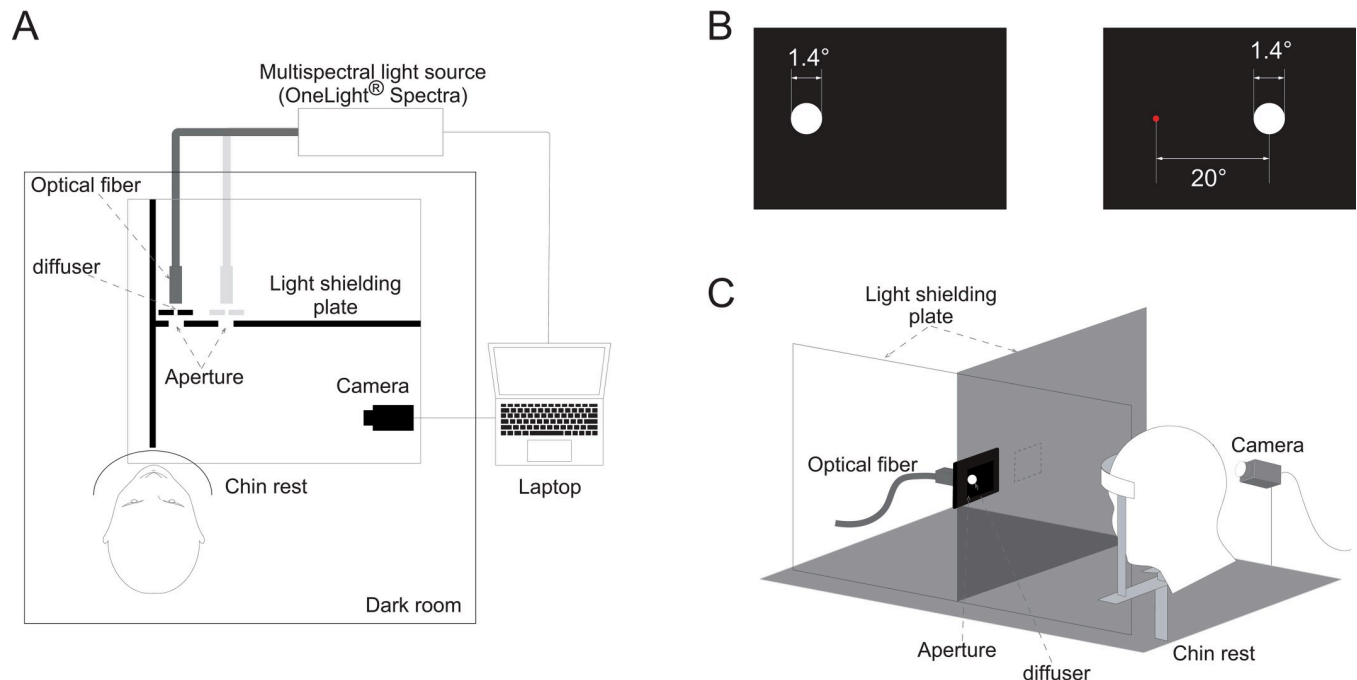 A
Multispectral light source
(OneLight® Spectra)
Optical fiber
diffuser
Light shielding
plate
Aperture
Camera
Chin rest
Laptop
Dark room
B
1.4°
1.4°
20°
C
Light shielding
plate
Optical fiber
Camera
Aperture
diffuser
Chin rest